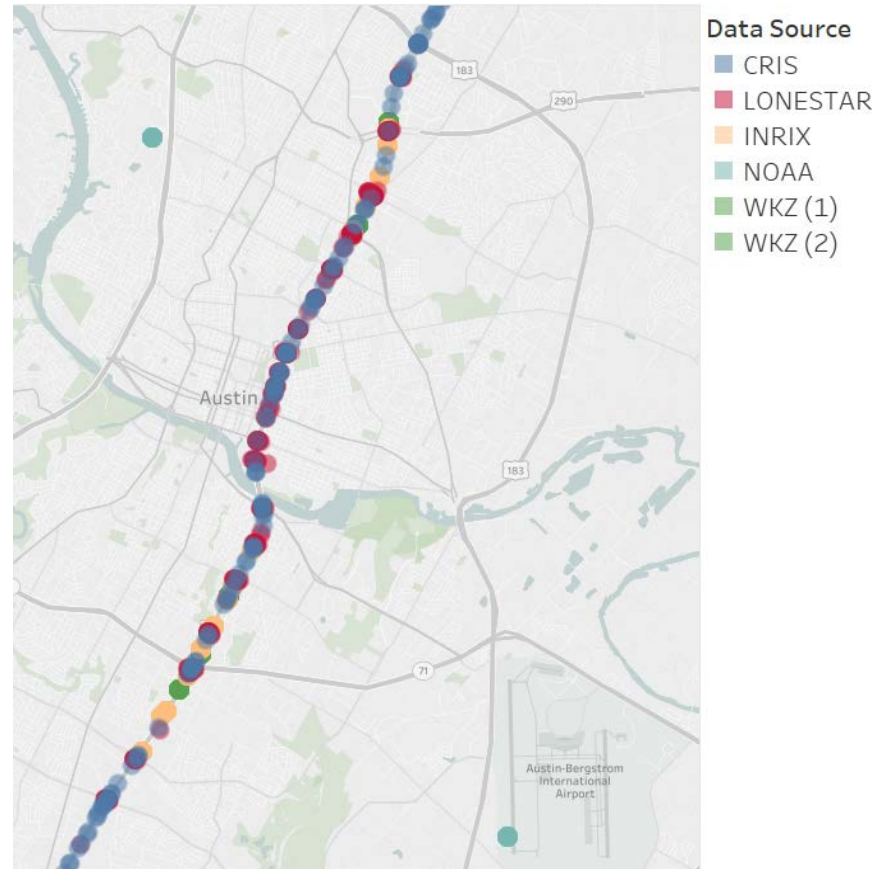 Data Source
CRIS
LONESTAR
INRIX
NOAA
WKZ (1)
WKZ (2)
183
290
Austin
183
71
Austin-Bergstrom
International
Airport